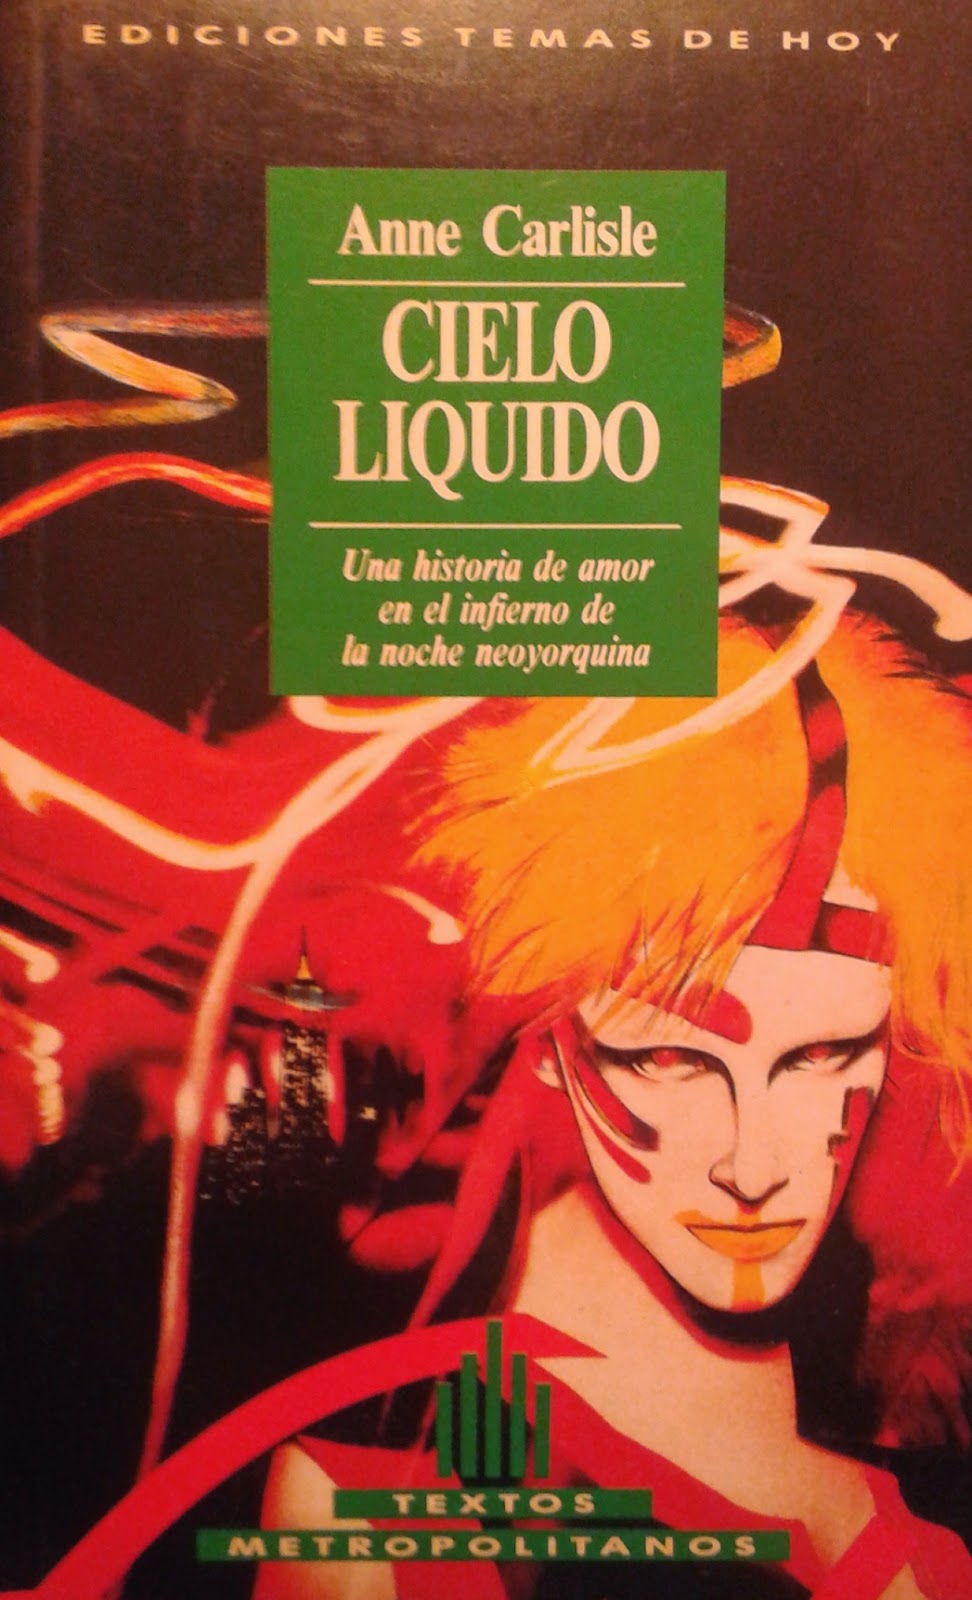 EDICIONES TEMAS DE HOY
Anne Carlisle
CIELO
LIQUIDO
Una historia de amor
en el infierno de
la noche neoyorquina
TEXTOS
METROPOLITANOS